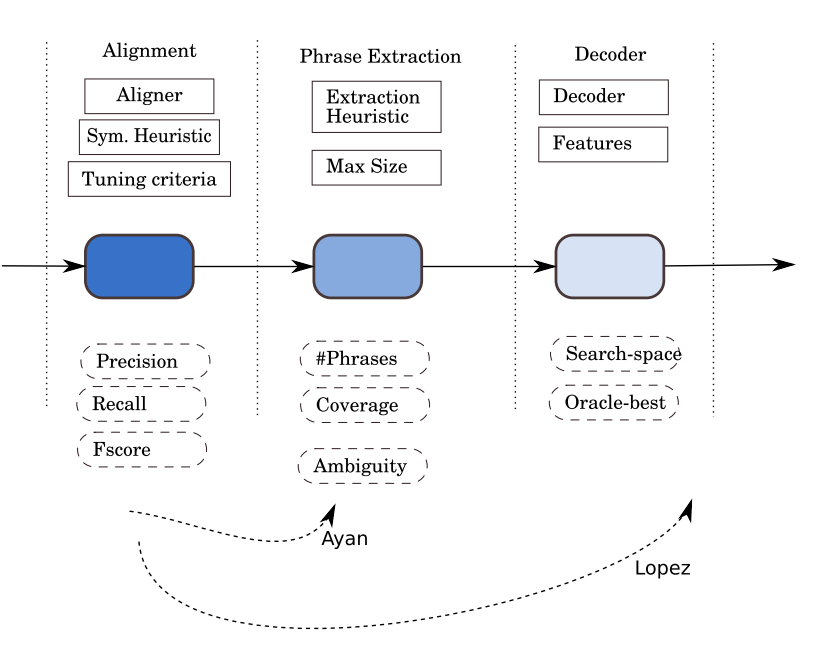 Alignment
Phrase Extraction
Decoder
Aligner
Sym. Heuristic
Tuning criteria
Extraction
Heuristic
Max Size
Decoder
Features
Precision
Recall
Fscore
#Phrases
Coverage
Ambiguity
Search-space
Oracle-best
Ayan
Lopez